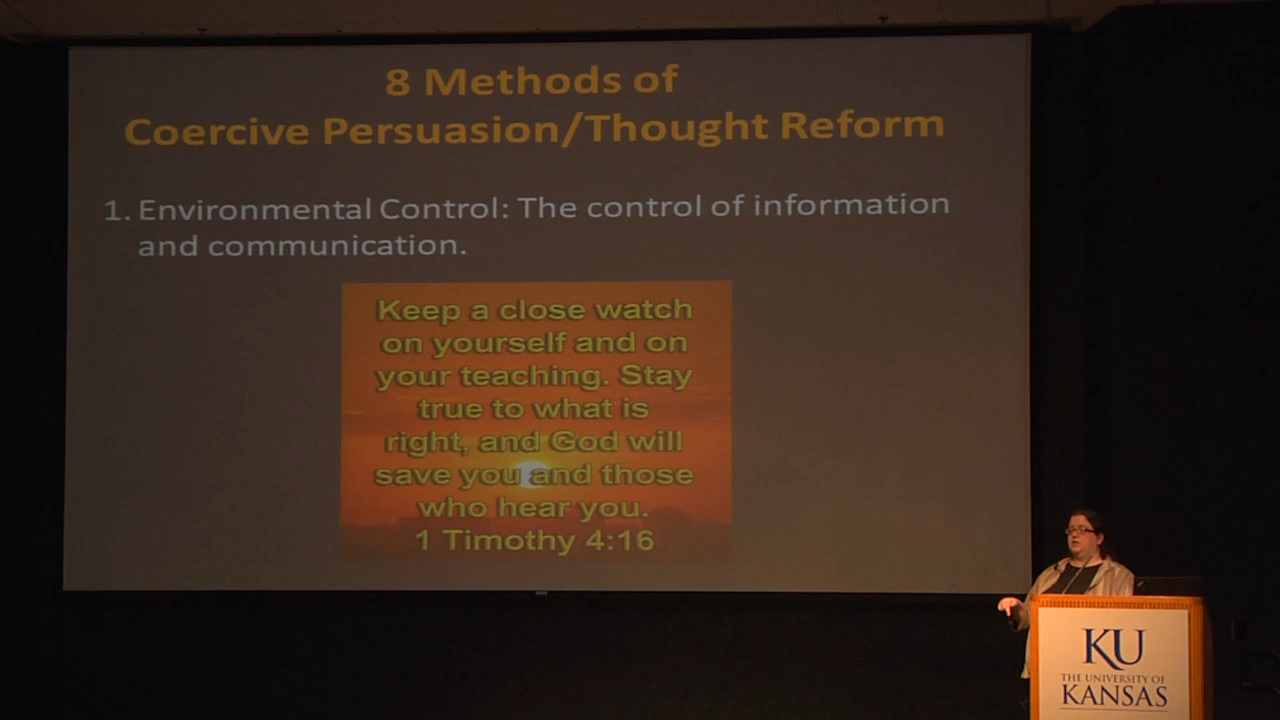 8 Methods of
Coercive Persuasion/Thought Reform
1. Environmental Control: The control of information
and communication.
Keep a close watch
on yourself and on
your teaching. Stay
true to what is
right, and God will
save you and those
who hear you.
1 Timothy 4:16
KU
THE UNIVERSITY OF
KANSAS